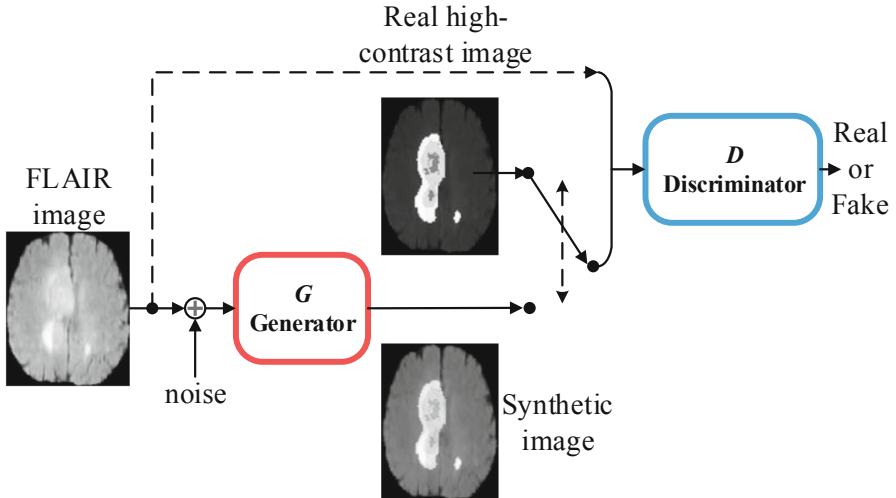 Real high-
contrast image
FLAIR
image
D
Discriminator
Real
or
Fake
G
Generator
noise
Synthetic
image